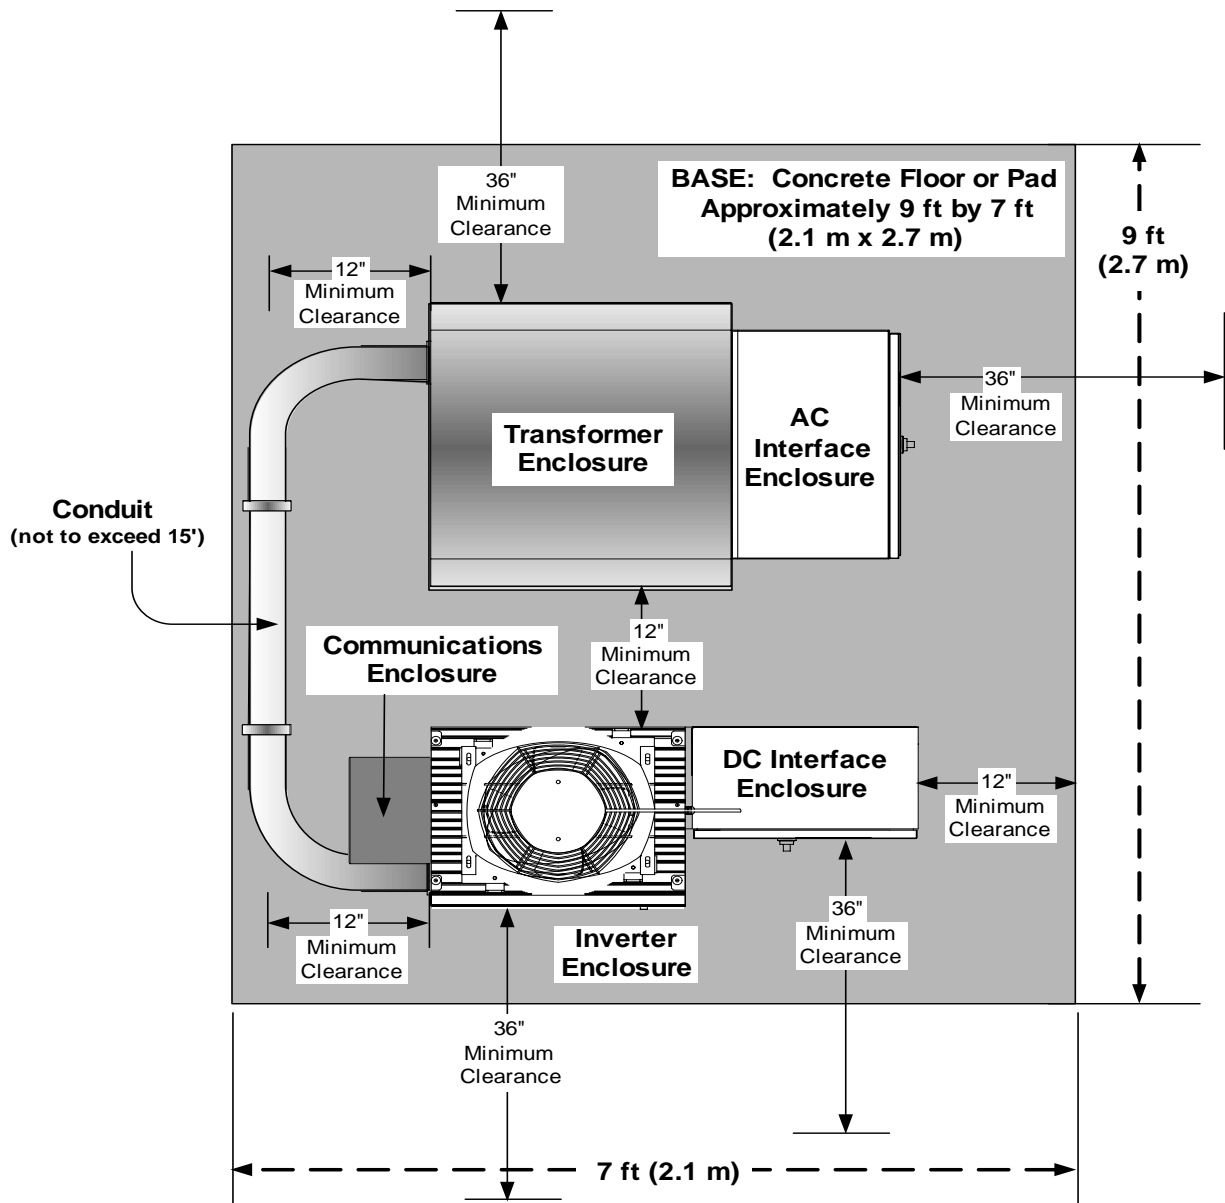 36"
Minimum
Clearance
BASE: Concrete Floor or Pad
Approximately 9 ft by 7 ft
(2.1 m x 2.7 m)
9 ft
(2.7 m)
12"
Minimum
Clearance
Transformer
Enclosure
AC
Interface
Enclosure
36"
Minimum
Clearance
Conduit
(not to exceed 15')
Communications
Enclosure
12"
Minimum
Clearance
DC Interface
Enclosure
12"
Minimum
Clearance
12"
Minimum
Clearance
Inverter
Enclosure
36"
Minimum
Clearance
36"
Minimum
Clearance
7 ft (2.1 m)